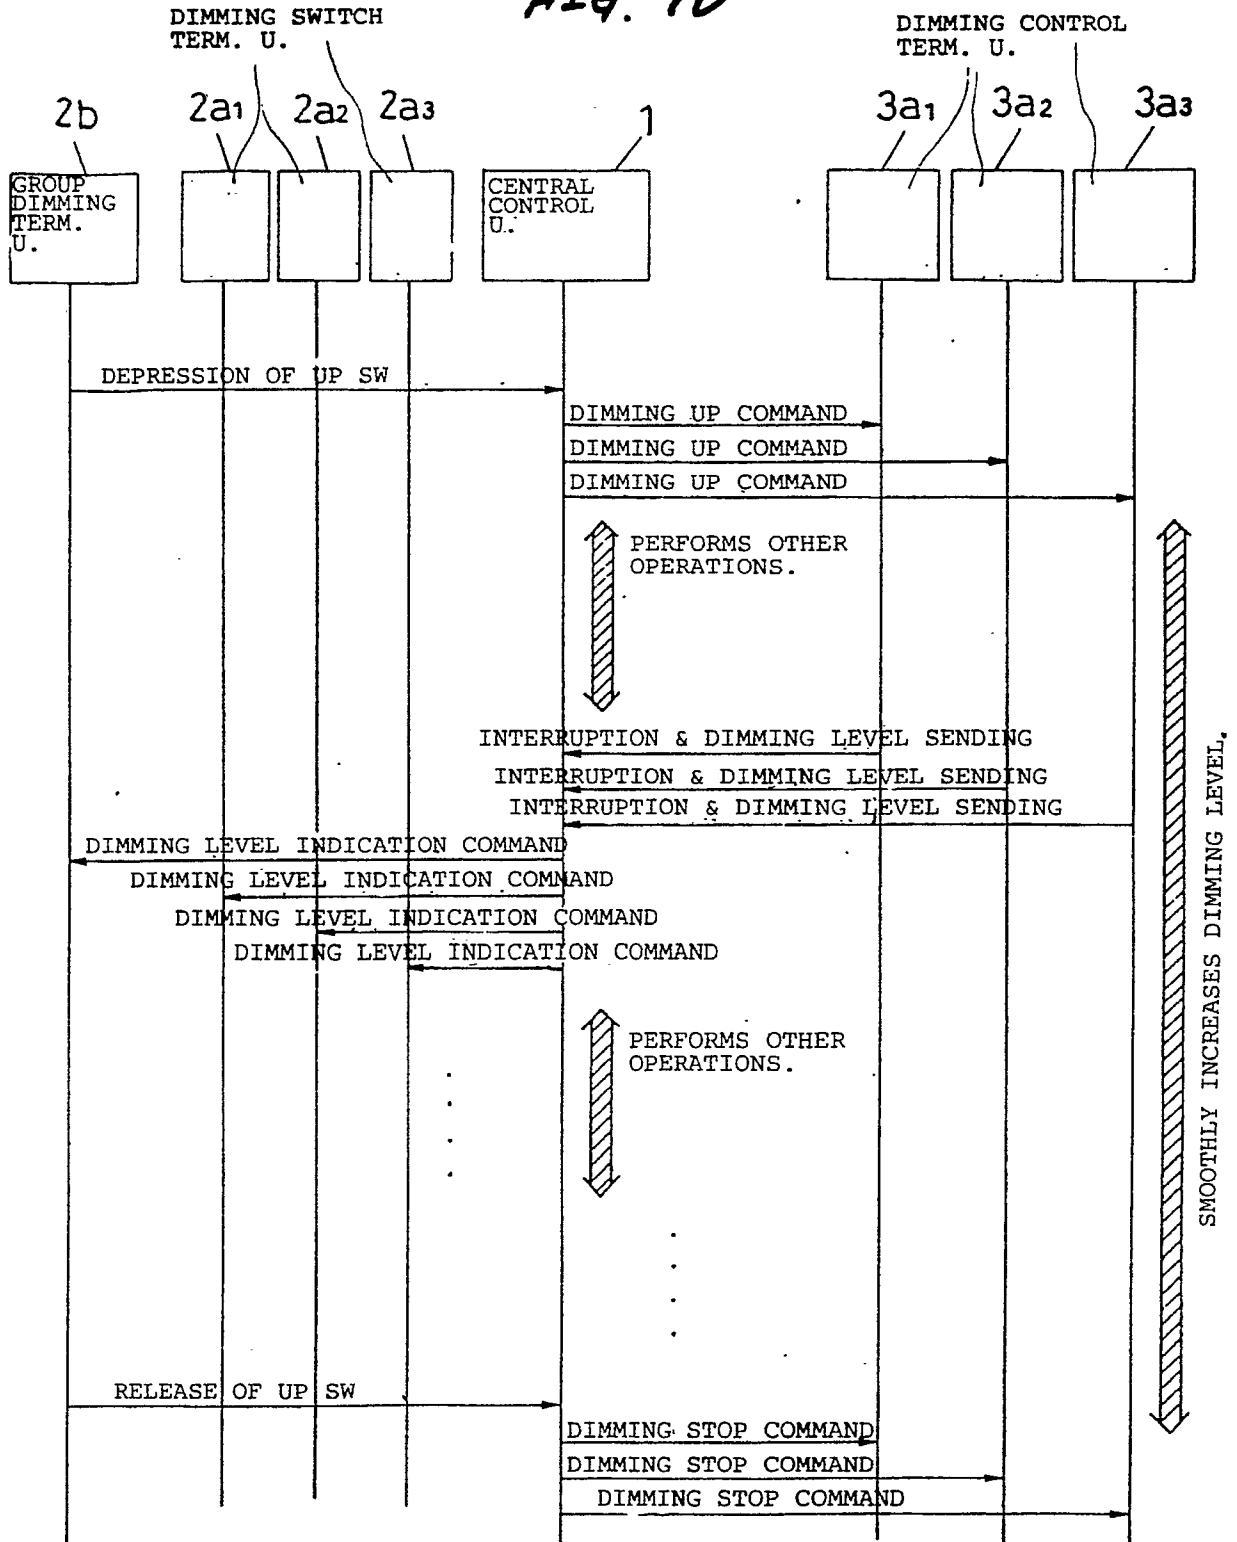 FIG. 10
DIMMING SWITCH
TERM. U.
DIMMING CONTROL
TERM. U.
2b
2a1
2a2
2a3
1
3a1
3a2
3a3
GROUP
DIMMING
TERM.
U.
CENTRAL
CONTROL
U.
DEPRESSION OF UP SW
DIMMING UP COMMAND
DIMMING UP COMMAND
DIMMING UP COMMAND
PERFORMS OTHER
OPERATIONS.
INTERRUPTION & DIMMING LEVEL SENDING
INTERRUPTION & DIMMING LEVEL SENDING
INTERRUPTION & DIMMING LEVEL SENDING
DIMMING LEVEL INDICATION COMMAND
DIMMING LEVEL INDICATION COMMAND
DIMMING LEVEL INDICATION COMMAND
DIMMING LEVEL INDICATION COMMAND
PERFORMS OTHER
OPERATIONS.
SMOOTHLY INCREASES DIMMING LEVEL.
RELEASE OF UP SW
DIMMING STOP COMMAND
DIMMING STOP COMMAND
DIMMING STOP COMMAND